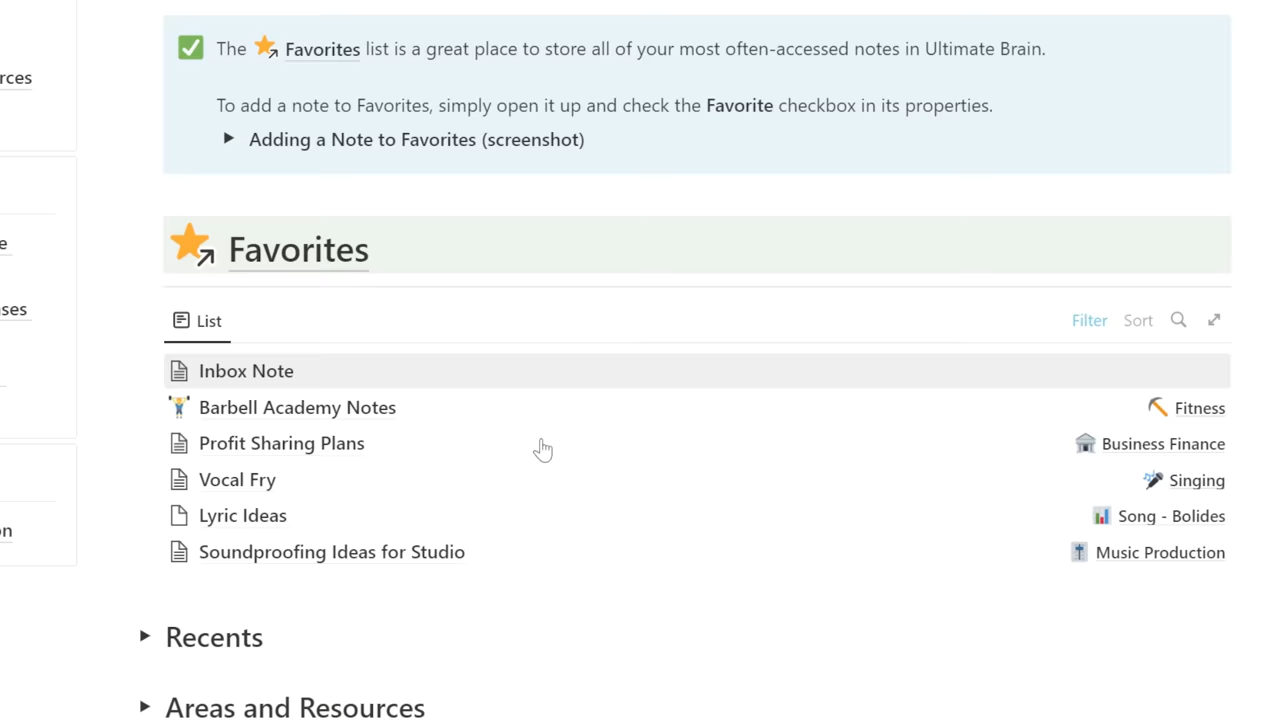 The Favorites list is a great place to store all of your most often-accessed notes in Ultimate Brain.
rces
To add a note to Favorites, simply open it up and check the Favorite checkbox in its properties.
Adding a Note to Favorites (screenshot)
e
Favorites
ses
List Filter Sort
Inbox Note
Barbell Academy Notes Fitness
Profit Sharing Plans Business Finance
Vocal Fry Singing
Lyric Ideas Song - Bolides
on
Soundproofing Ideas for Studio Music Production
Recents
Areas and Resources